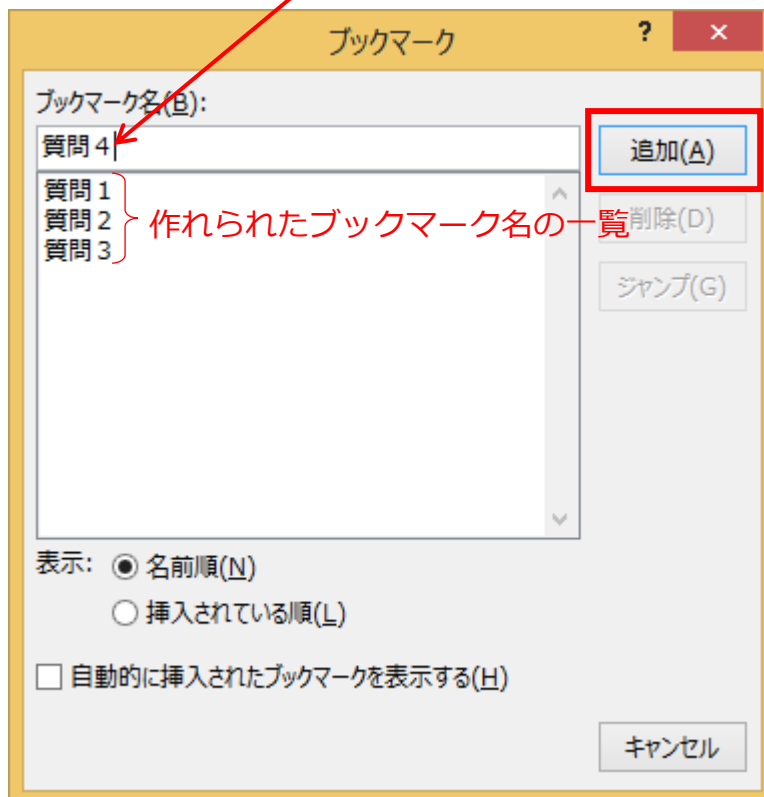 ブックマーク ? ×
ブックマーク名(B):
質問４
追加(A)
質問１
質問２
質問３
作れられたブックマーク名の一覧
削除(D)
ジャンプ(G)
表示:
名前順(N)
挿入されている順(L)
自動的に挿入されたブックマークを表示する(H)
キャンセル